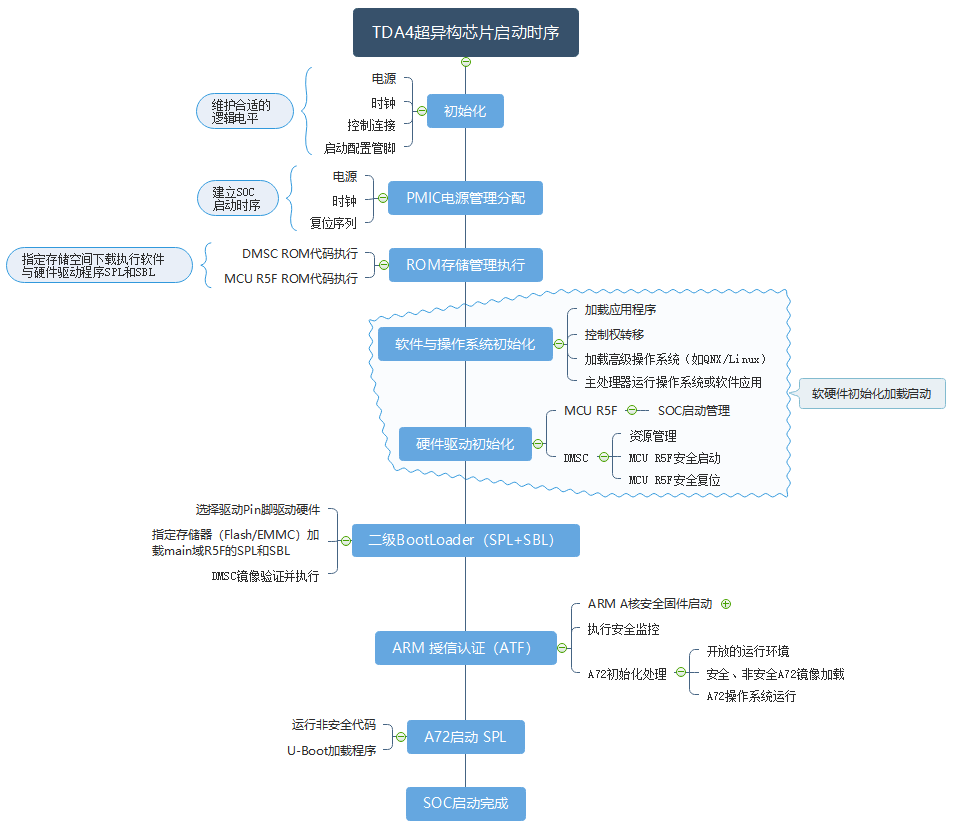 TDA4超异构芯片启动时序
初始化
电源
时钟
控制连接
启动配置管脚
维护合适的
逻辑电平
PMIC电源管理分配
电源
时钟
复位序列
建立SOC
启动时序
ROM存储管理执行
DMSC ROM代码执行
MCU R5F ROM代码执行
指定存储空间下载执行软件
与硬件驱动程序SPL和SBL
软件与操作系统初始化
加载应用程序
控制权转移
加载高级操作系统（如QNX/Linux）
主处理器运行操作系统或软件应用
硬件驱动初始化
MCU R5F
SOC启动管理
DMSC
资源管理
MCU R5F安全启动
MCU R5F安全复位
软硬件初始化加载启动
二级BootLoader（SPL+SBL）
选择驱动Pin脚驱动硬件
指定存储器（Flash/EMMC）加
载main域R5F的SPL和SBL
DMSC镜像验证并执行
ARM 授信认证（ATF）
ARM A核安全固件启动
执行安全监控
A72初始化处理
开放的运行环境
安全、非安全A72镜像加载
A72操作系统运行
A72启动 SPL
运行非安全代码
U-Boot加载程序
SOC启动完成